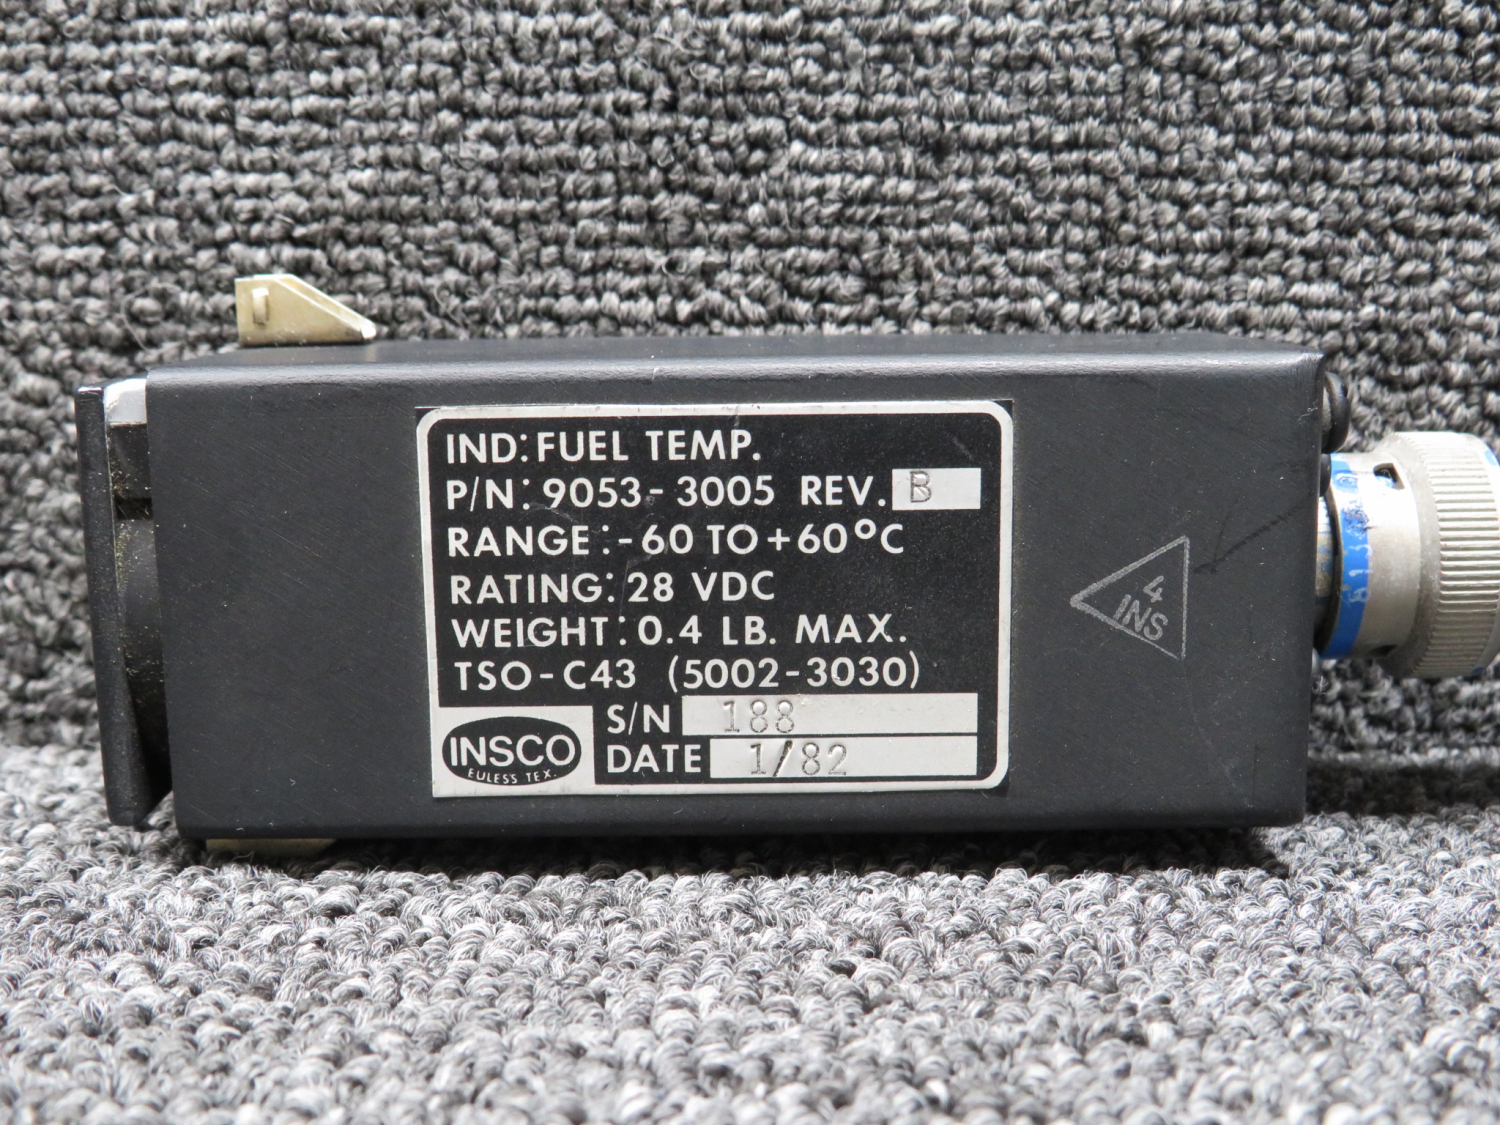 IND: FUEL TEMP.
P/N: 9053-3005 REV. B
RANGE: -60 TO +60°C
RATING: 28 VDC
WEIGHT: 0.4 LB. MAX.
TSO-C43 (5002-3030)
S/N 188
DATE 1/82
INSCO
EULESS TEX.
4
INS